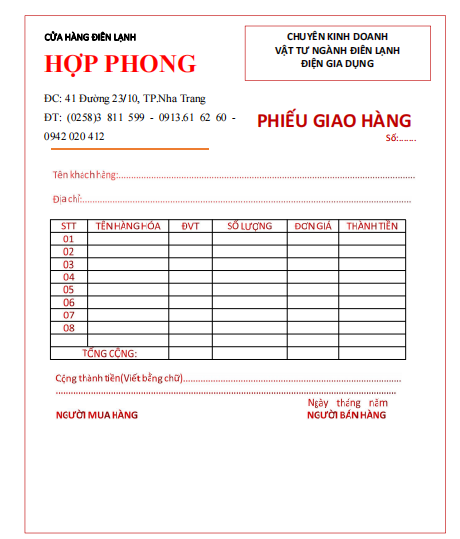 CỬA HÀNG ĐIÊN LẠNH
HỢP PHONG
CHUYÊN KINH DOANH
VẬT TƯ NGÀNH ĐIÊN LẠNH
ĐIỆN GIA DỤNG
ĐC: 41 Đường 23/10, TP.Nha Trang
ĐT: (0258)3 811 599 - 0913.61 62 60 -
0942 020 412
PHIẾU GIAO HÀNG
Số:.......
Tên khách hàng:.....................................................................................
Địa chỉ:.....................................................................................................
STT TÊN HÀNG HÓA ĐVT SỐ LƯỢNG ĐƠN GIÁ THÀNH TIỀN
01
02
03
04
05
06
07
08
TỔNG CỘNG:
Cộng thành tiền(Viết bằng chữ)..................................................................
.......................................................................................................
Ngày tháng năm
NGƯỜI MUA HÀNG NGƯỜI BÁN HÀNG